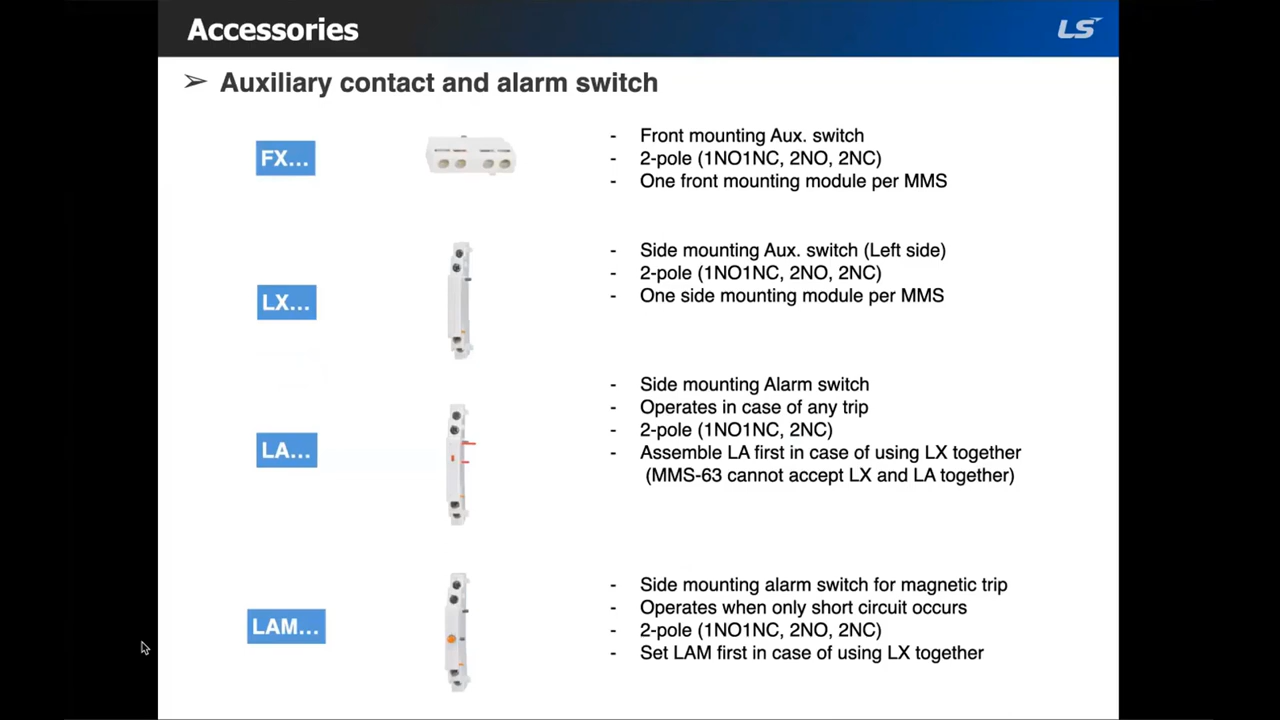 Accessories
LS
➢ Auxiliary contact and alarm switch
FX...
- Front mounting Aux. switch
- 2-pole (1NO1NC, 2NO, 2NC)
- One front mounting module per MMS
LX...
- Side mounting Aux. switch (Left side)
- 2-pole (1NO1NC, 2NO, 2NC)
- One side mounting module per MMS
LA...
- Side mounting Alarm switch
- Operates in case of any trip
- 2-pole (1NO1NC, 2NC)
- Assemble LA first in case of using LX together
(MMS-63 cannot accept LX and LA together)
LAM...
- Side mounting alarm switch for magnetic trip
- Operates when only short circuit occurs
- 2-pole (1NO1NC, 2NO, 2NC)
- Set LAM first in case of using LX together